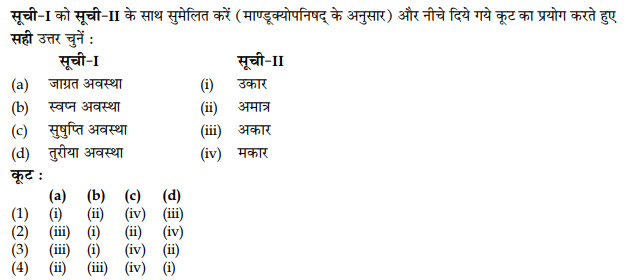 सूची-I को सूची-II के साथ सुमेलित करें (माण्डूक्योपनिषद् के अनुसार) और नीचे दिये गये कूट का प्रयोग करते हुए
सही उत्तर चुनें :
सूची-I सूची-II
(a) जाग्रत अवस्था (i) उकार
(b) स्वप्न अवस्था (ii) अमात्र
(c) सुषुप्ति अवस्था (iii) अकार
(d) तुरीया अवस्था (iv) मकार
कूट :
(a) (b) (c) (d)
(1) (i) (ii) (iv) (iii)
(2) (iii) (i) (ii) (iv)
(3) (iii) (i) (iv) (ii)
(4) (ii) (iii) (iv) (i)